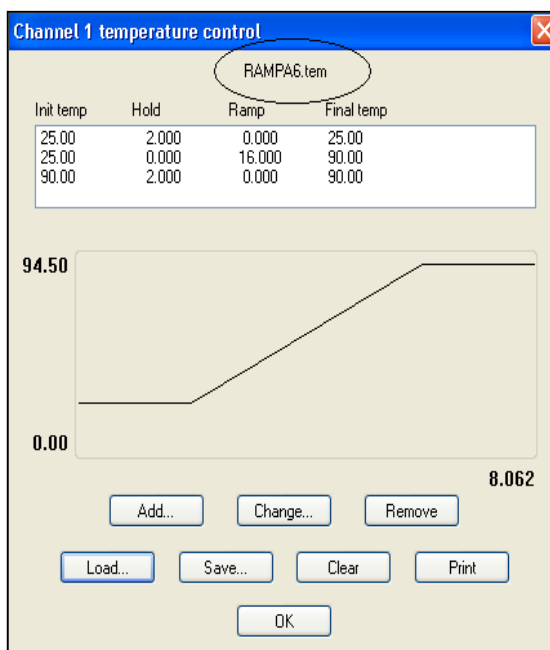 Channel 1 temperature control
RAMPA6.tem
Init temp Hold Ramp Final temp
25.00 2.000 0.000 25.00
25.00 0.000 16.000 90.00
90.00 2.000 0.000 90.00
94.50
0.00
8.062
Add... Change... Remove
Load... Save... Clear Print
OK